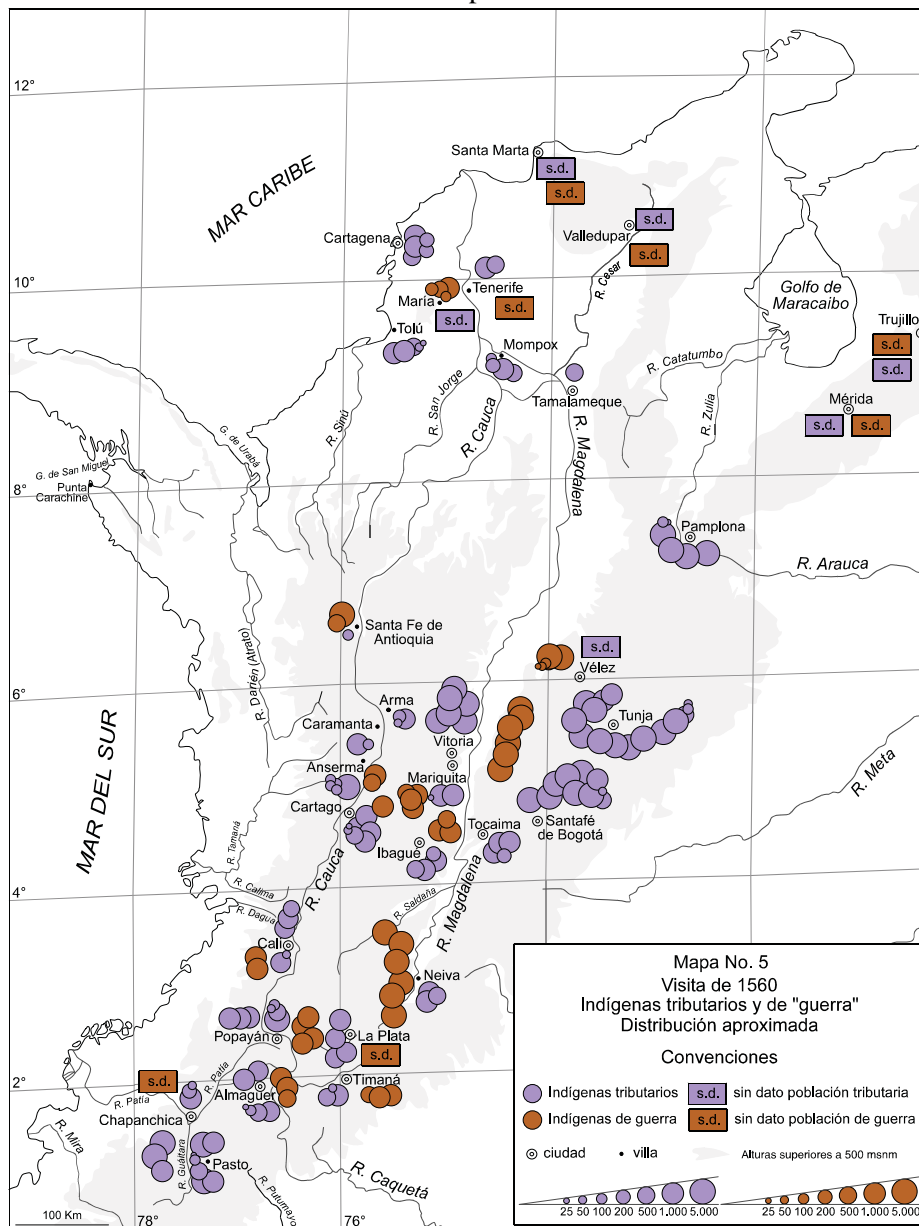 12°
Santa Marta
s.d.
s.d.
MAR CARIBE
s.d.
Cartagena
Valledupar
s.d.
R. Cesar
10°
Golfo de
Maracaibo
Tenerife
María
s.d.
s.d.
Trujillo
Tolú
s.d.
Mompox
s.d.
R. Catatumbo
R. San Jorge
Tamalameque
Mérida
s.d.
s.d.
R. Sinú
R. Cauca
R. Magdalena
R. Zulia
G. de Urabá
G. de San Miguel
8°
Punta
Carachine
Pamplona
R. Arauca
Santa Fe de
Antioquia
R. Darién (Atrato)
s.d.
Vélez
6°
Arma
Caramanta
Tunja
Vitoria
MAR DEL SUR
Anserma
Mariquita
R. Meta
Cartago
Santafé
de Bogotá
Tocaima
R. Tamaná
Ibagué
R. Cauca
R. Magdalena
4°
R. Calima
R. Saldaña
R. Dagua
Cali
Neiva
Popayán
La Plata
s.d.
s.d.
Timaná
R. Patía
2°
Almaguer
R. Patía
Chapanchica
R. Mira
R. Guáitara
Pasto
R. Caquetá
R. Putumayo
100 Km
78°
76°
Mapa No. 5
Visita de 1560
Indígenas tributarios y de "guerra"
Distribución aproximada
Convenciones
Indígenas tributarios s.d. sin dato población tributaria
Indígenas de guerra s.d. sin dato población de guerra
ciudad villa Alturas superiores a 500 msnm
25 50 100 200 500 1,000 5.000 25 50 100 200 500 1,000 5.000